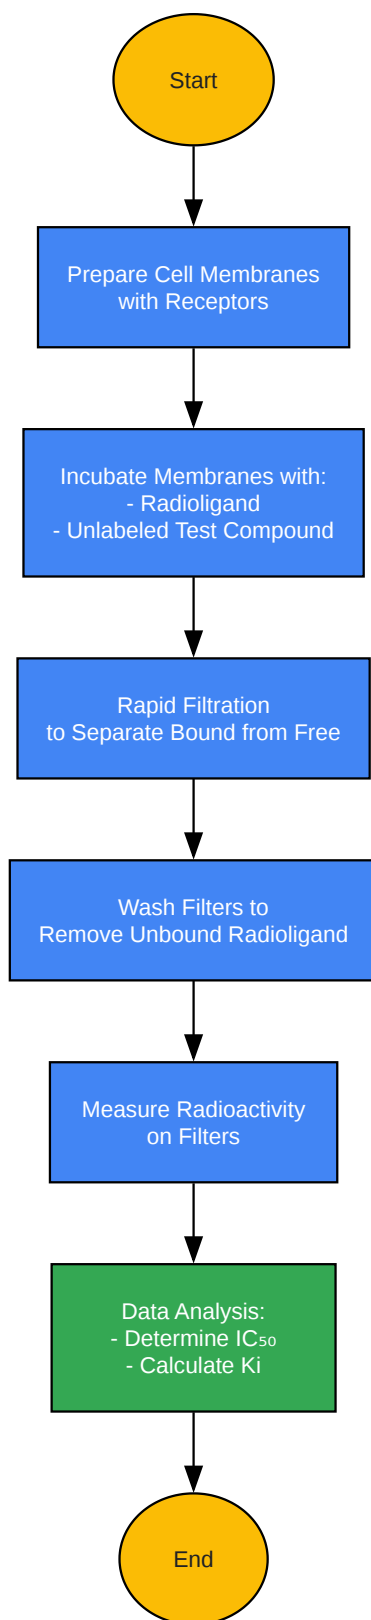 Start
Prepare Cell Membranes
with Receptors
Incubate Membranes with:
- Radioligand
- Unlabeled Test Compound
Rapid Filtration
to Separate Bound from Free
Wash Filters to
Remove Unbound Radioligand
Measure Radioactivity
on Filters
Data Analysis:
- Determine IC₅₀
- Calculate Ki
End